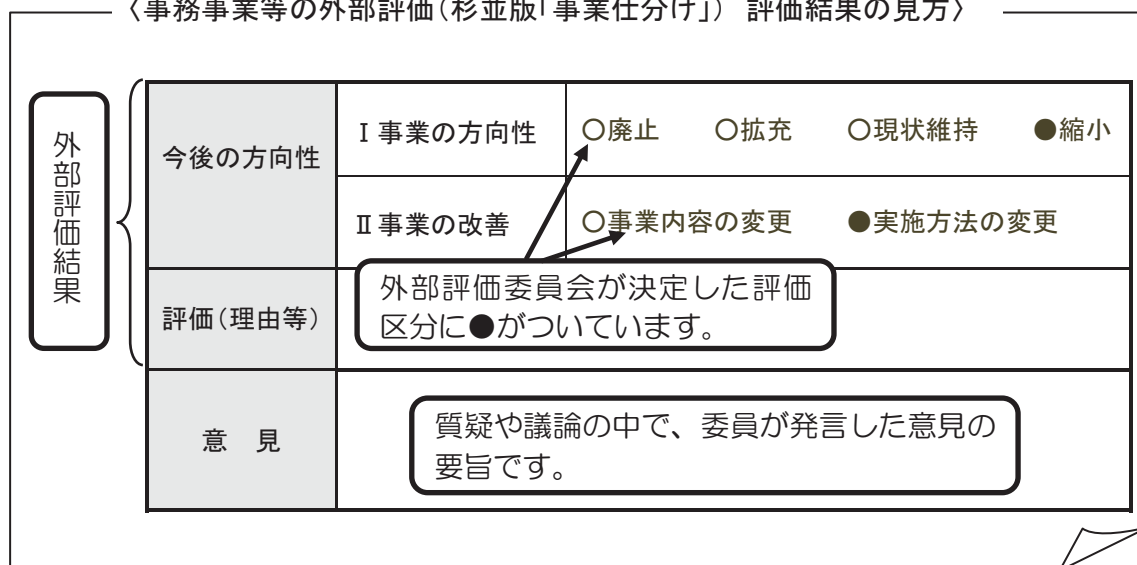 〈事務事業等の外部評価(杉並版「事業仕分け」) 評価結果の見方〉
外部評価結果
今後の方向性
Ⅰ事業の方向性
○廃止 ○拡充 ○現状維持 ●縮小
Ⅱ事業の改善
○事業内容の変更 ●実施方法の変更
外部評価委員会が決定した評価
区分に●がついています。
評価(理由等)
意 見
質疑や議論の中で、委員が発言した意見の
要旨です。